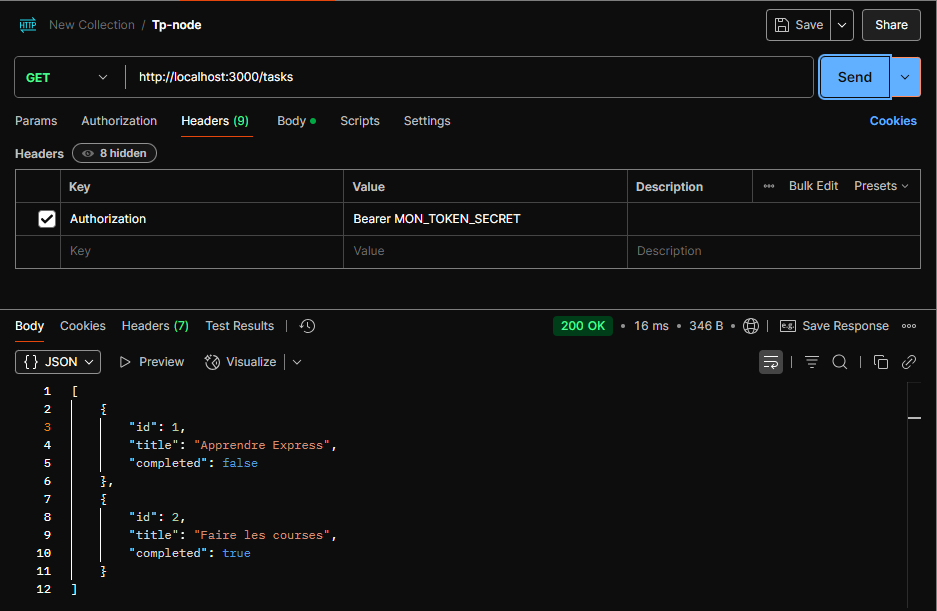 HTTP New Collection / Tp-node Save Share
GET http://localhost:3000/tasks Send
Params Authorization Headers (9) Body Scripts Settings Cookies
Headers 8 hidden
Key Value Description Bulk Edit Presets
Authorization Bearer MON_TOKEN_SECRET
Key Value Description
Body Cookies Headers (7) Test Results 200 OK • 16 ms • 346 B • e.g. Save Response
{} JSON Preview Visualize
1 [
2 {
3 "id": 1,
4 "title": "Apprendre Express",
5 "completed": false
6 },
7 {
8 "id": 2,
9 "title": "Faire les courses",
10 "completed": true
11 }
12 ]